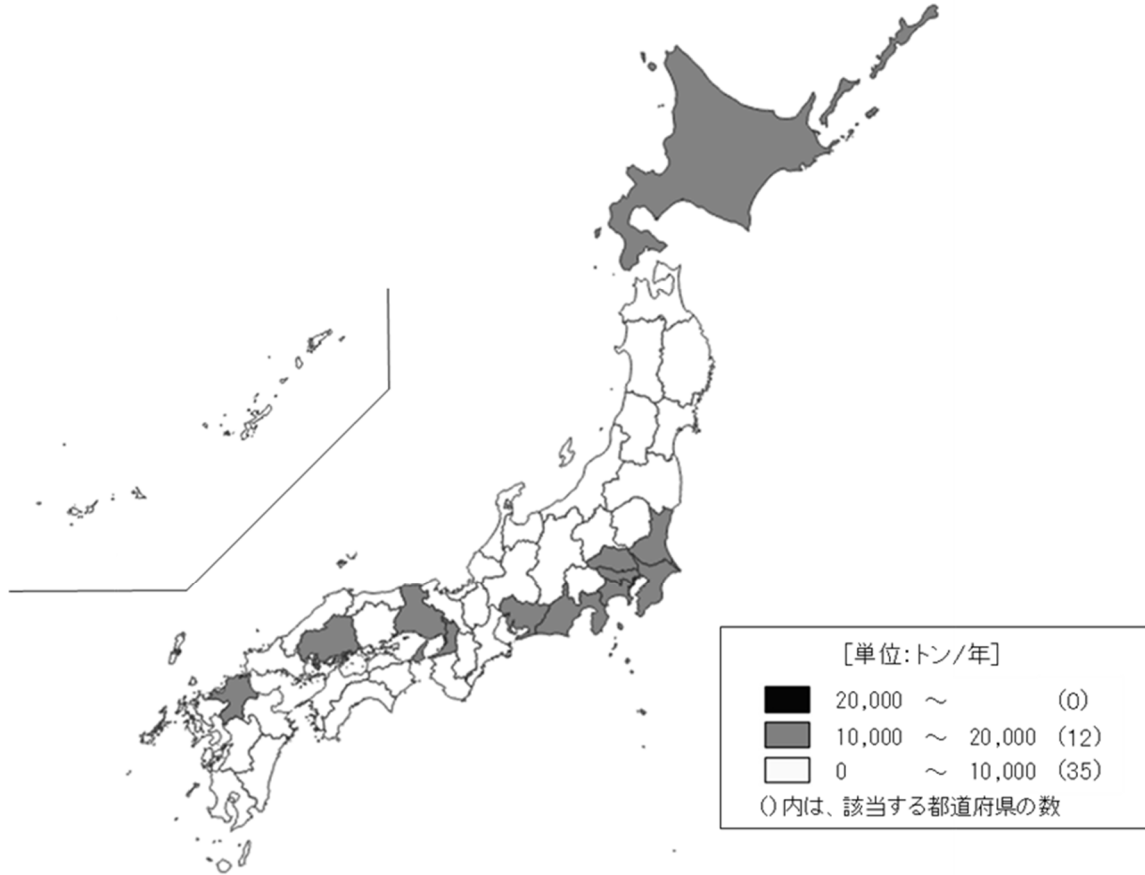 [単位:トン/年]
20,000 ～ (0)
10,000 ～ 20,000 (12)
0 ～ 10,000 (35)
()内は、該当する都道府県の数